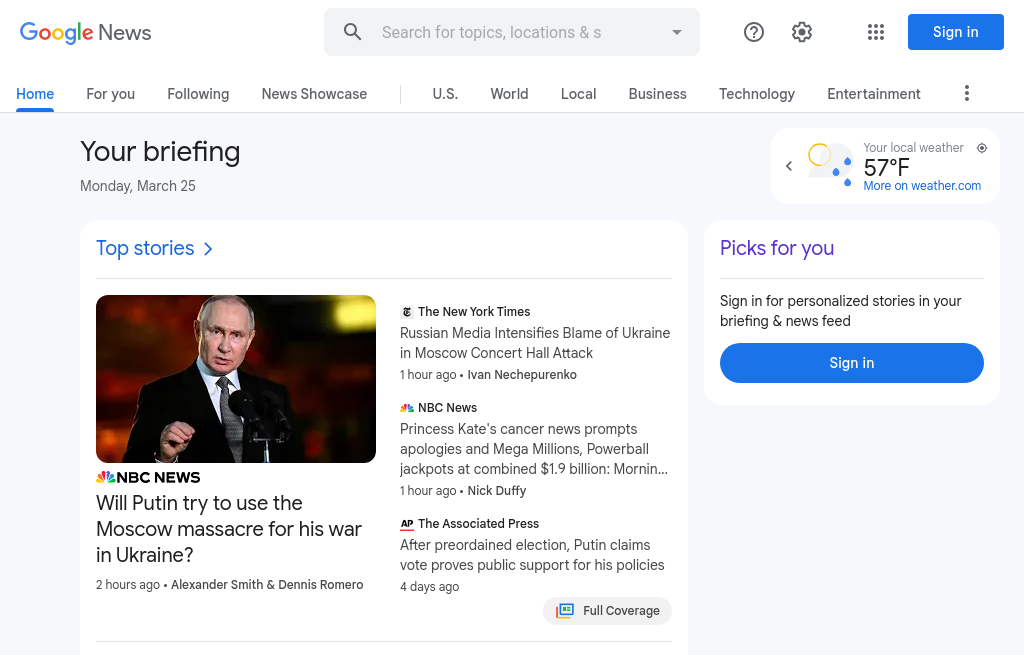 Google News
Search for topics, locations & s
Sign in
Home
For you
Following
News Showcase
U.S.
World
Local
Business
Technology
Entertainment
Your briefing
Monday, March 25
Your local weather
57°F
More on weather.com
Top stories
NBC NEWS
Will Putin try to use the
Moscow massacre for his war
in Ukraine?
2 hours ago • Alexander Smith & Dennis Romero
The New York Times
Russian Media Intensifies Blame of Ukraine
in Moscow Concert Hall Attack
1 hour ago • Ivan Nechepurenko
NBC News
Princess Kate's cancer news prompts
apologies and Mega Millions, Powerball
jackpots at combined $1.9 billion: Mornin...
1 hour ago • Nick Duffy
AP The Associated Press
After preordained election, Putin claims
vote proves public support for his policies
4 days ago
Full Coverage
Picks for you
Sign in for personalized stories in your
briefing & news feed
Sign in